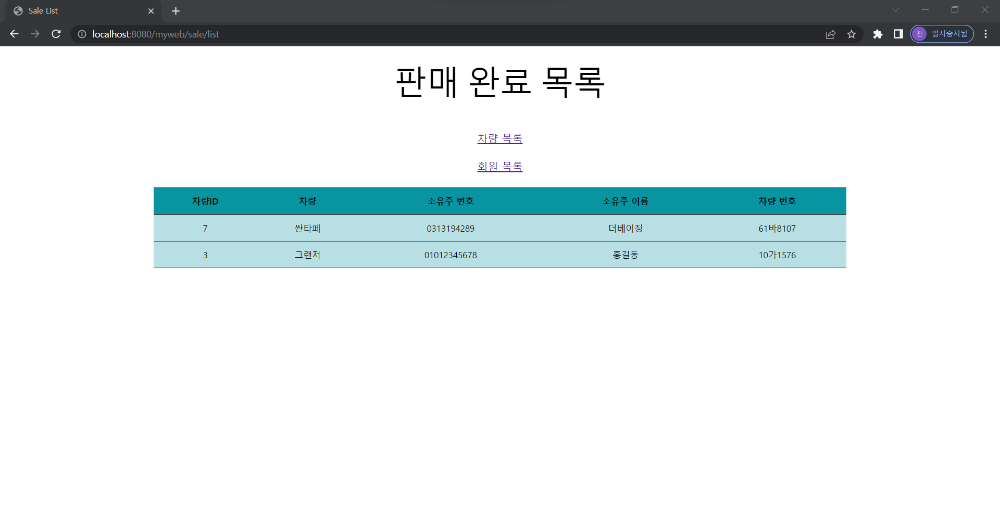 Sale List
localhost:8080/myweb/sale/list
진 일시중지됨
판매 완료 목록
차량 목록
회원 목록
차량ID 차량 소유주 번호 소유주 이름 차량 번호
7 싼타페 0313194289 더베이징 61바8107
3 그랜저 01012345678 홍길동 10가1576